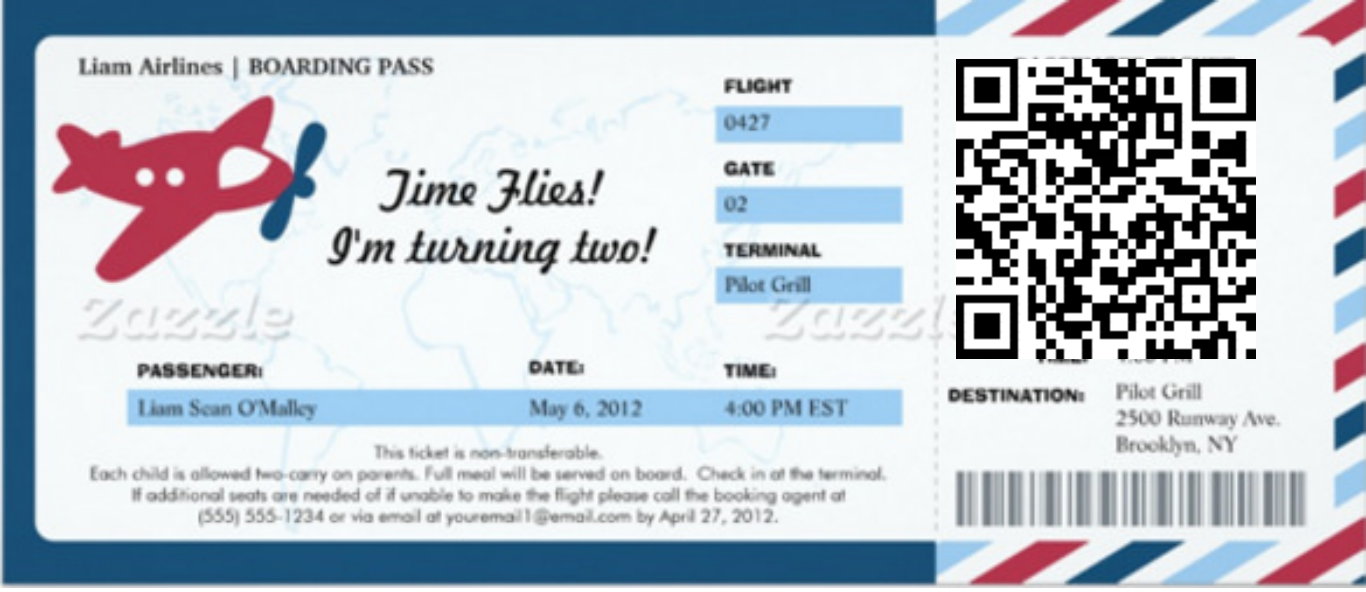 Liam Airlines | BOARDING PASS
Time Flies!
I'm turning two!
FLIGHT
0427
GATE
02
TERMINAL
Pilot Grill
Zazzle
Zazzle
PASSENGER:
Liam Sean O'Malley
DATE:
May 6, 2012
TIME:
4:00 PM EST
This ticket is non-transferable.
Each child is allowed two-carry on parents. Full meal will be served on board. Check in at the terminal.
If additional seats are needed of if unable to make the flight please call the booking agent at
(555) 555-1234 or via email at youremail1@email.com by April 27, 2012.
DESTINATION:
Pilot Grill
2500 Runway Ave.
Brooklyn, NY